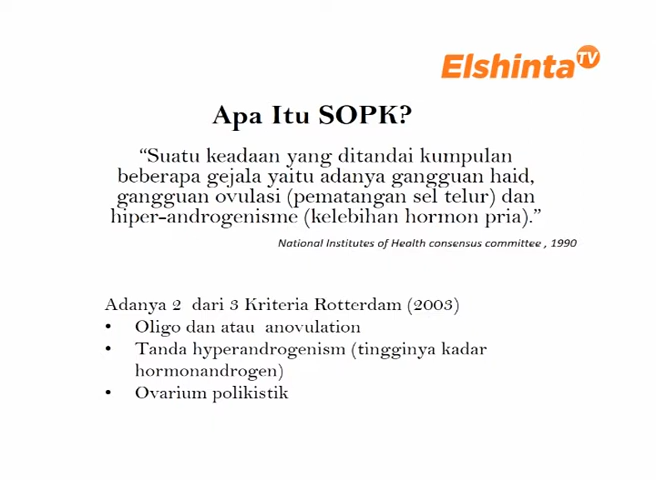 Elshinta TV
Apa Itu SOPK?
“Suatu keadaan yang ditandai kumpulan
beberapa gejala yaitu adanya gangguan haid,
gangguan ovulasi (pematangan sel telur) dan
hiper-androgenisme (kelebihan hormon pria).”
National Institutes of Health consensus committee , 1990
Adanya 2 dari 3 Kriteria Rotterdam (2003)
• Oligo dan atau anovulation
• Tanda hyperandrogenism (tingginya kadar
hormonandrogen)
• Ovarium polikistik